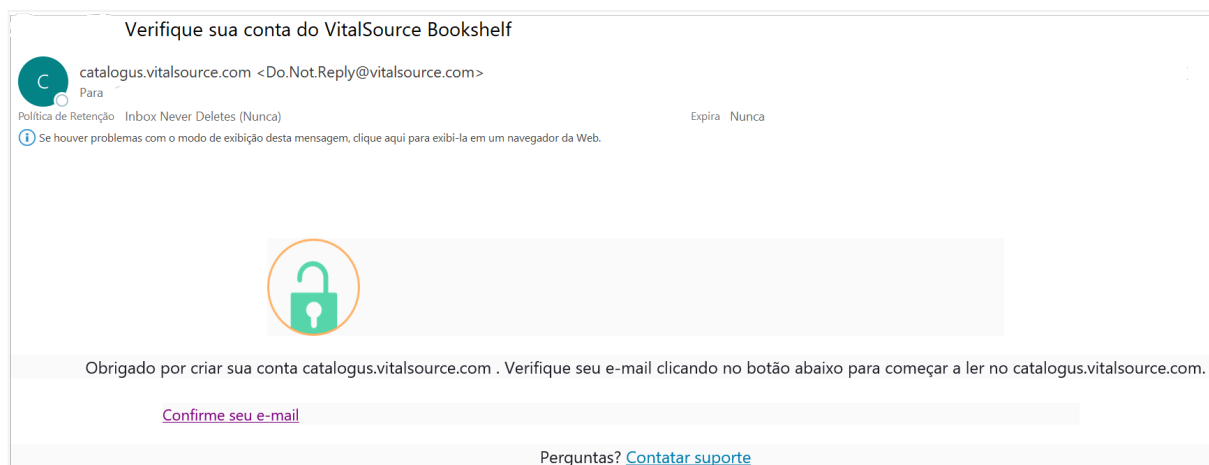 Verifique sua conta do VitalSource Bookshelf
C
catalogus.vitalsource.com <Do.Not.Reply@vitalsource.com>
Para
Política de Retenção Inbox Never Deletes (Nunca) Expira Nunca
Se houver problemas com o modo de exibição desta mensagem, clique aqui para exibi-la em um navegador da Web.
Obrigado por criar sua conta catalogus.vitalsource.com . Verifique seu e-mail clicando no botão abaixo para começar a ler no catalogus.vitalsource.com.
Confirme seu e-mail
Perguntas? Contatar suporte